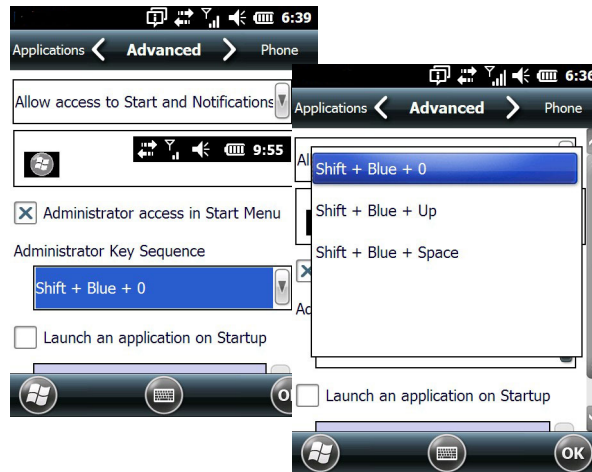 6:39
Applications Advanced Phone
Allow access to Start and Notifications
9:55
Administrator access in Start Menu
Administrator Key Sequence
Shift + Blue + 0
Launch an application on Startup
6:36
Applications Advanced Phone
Al
Shift + Blue + 0
Shift + Blue + Up
Shift + Blue + Space
Ad
Launch an application on Startup
OK